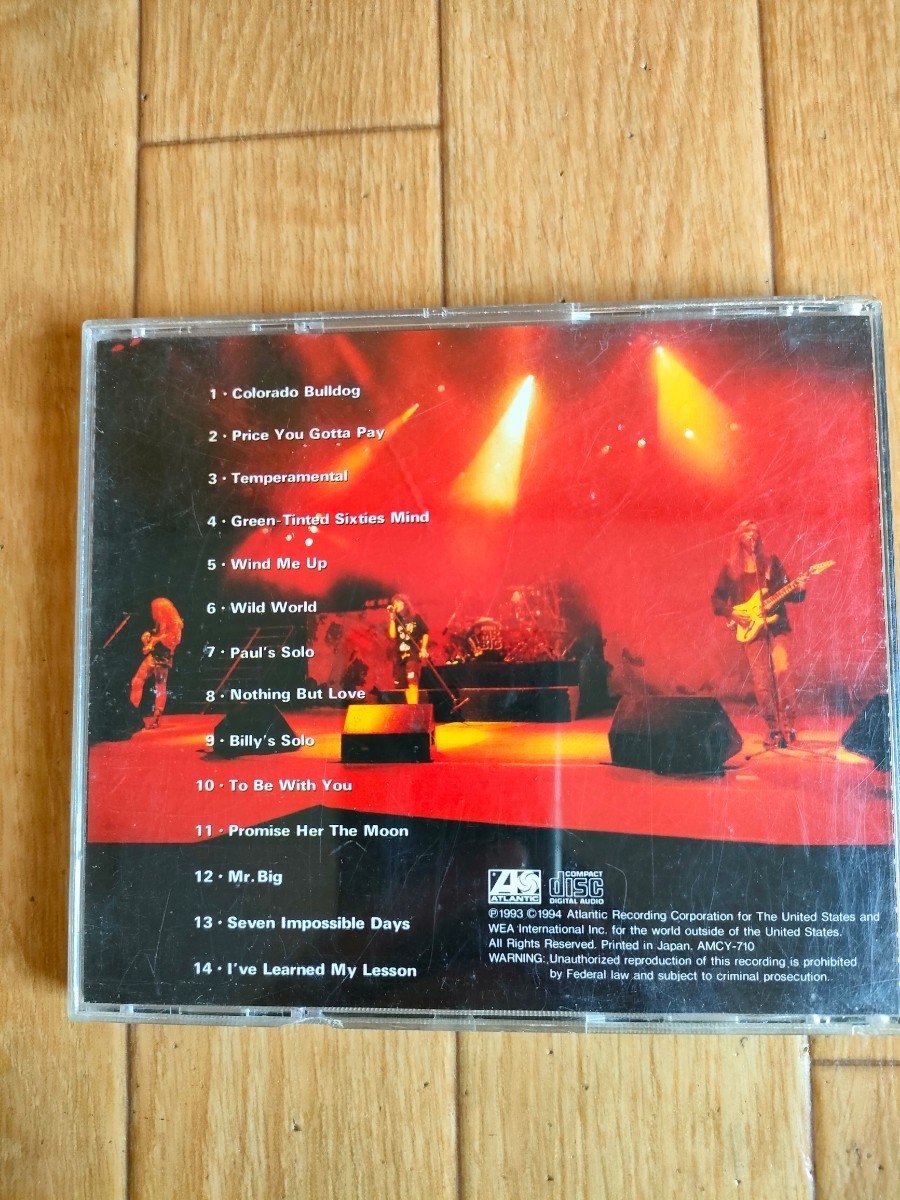 1 · Colorado Bulldog
2 · Price You Gotta Pay
3 · Temperamental
4 · Green-Tinted Sixties Mind
5 · Wind Me Up
6 · Wild World
7 · Paul's Solo
8 · Nothing But Love
9 · Billy's Solo
10 · To Be With You
11 · Promise Her The Moon
12 · Mr. Big
13 · Seven Impossible Days
14 · I've Learned My Lesson
ATLANTIC
COMPACT
disc
DIGITAL AUDIO
℗1993 ©1994 Atlantic Recording Corporation for The United States and
WEA International Inc. for the world outside of the United States.
All Rights Reserved. Printed in Japan. AMCY-710
WARNING: Unauthorized reproduction of this recording is prohibited
by Federal law and subject to criminal prosecution.